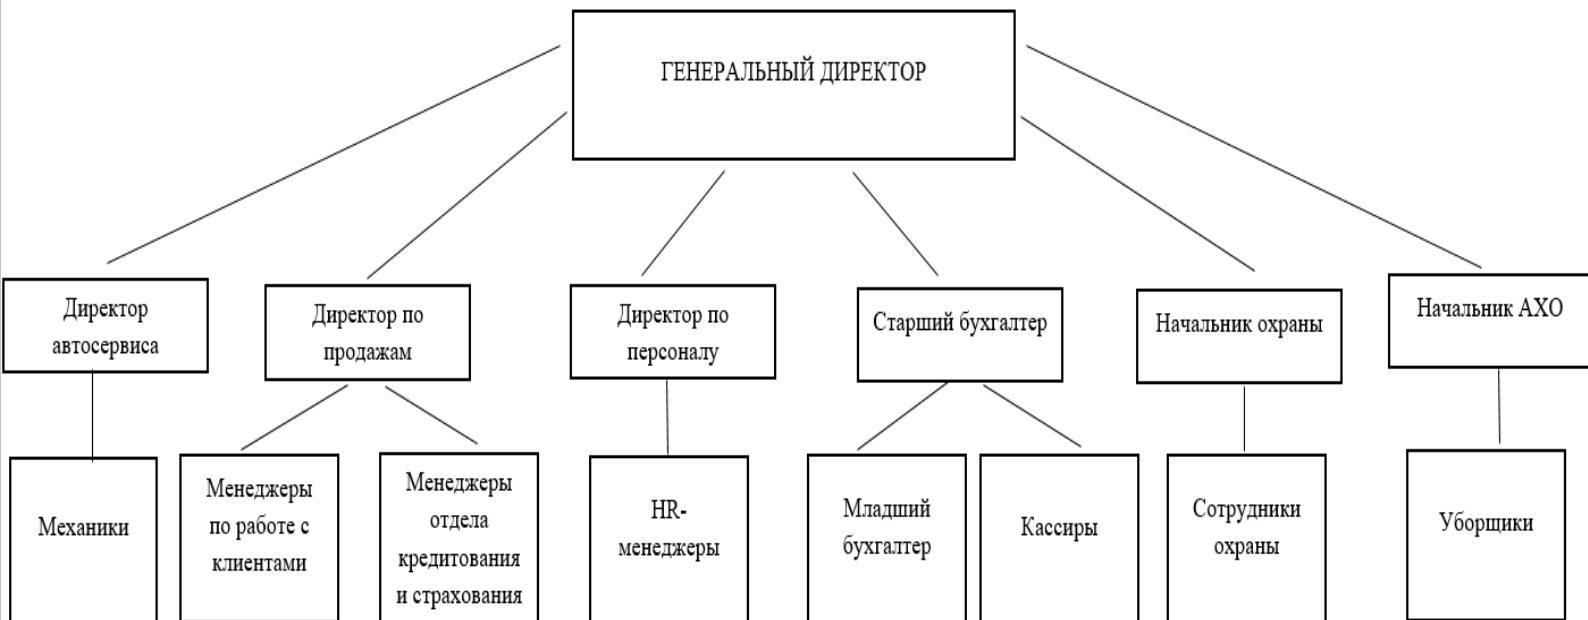 ГЕНЕРАЛЬНЫЙ ДИРЕКТОР
Директор
автосервиса
Директор по
продажам
Директор по
персоналу
Старший бухгалтер
Начальник охраны
Начальник АХО
Механики
Менеджеры
по работе с
клиентами
Менеджеры
отдела
кредитования
и страхования
HR-
менеджеры
Младший
бухгалтер
Кассиры
Сотрудники
охраны
Уборщики